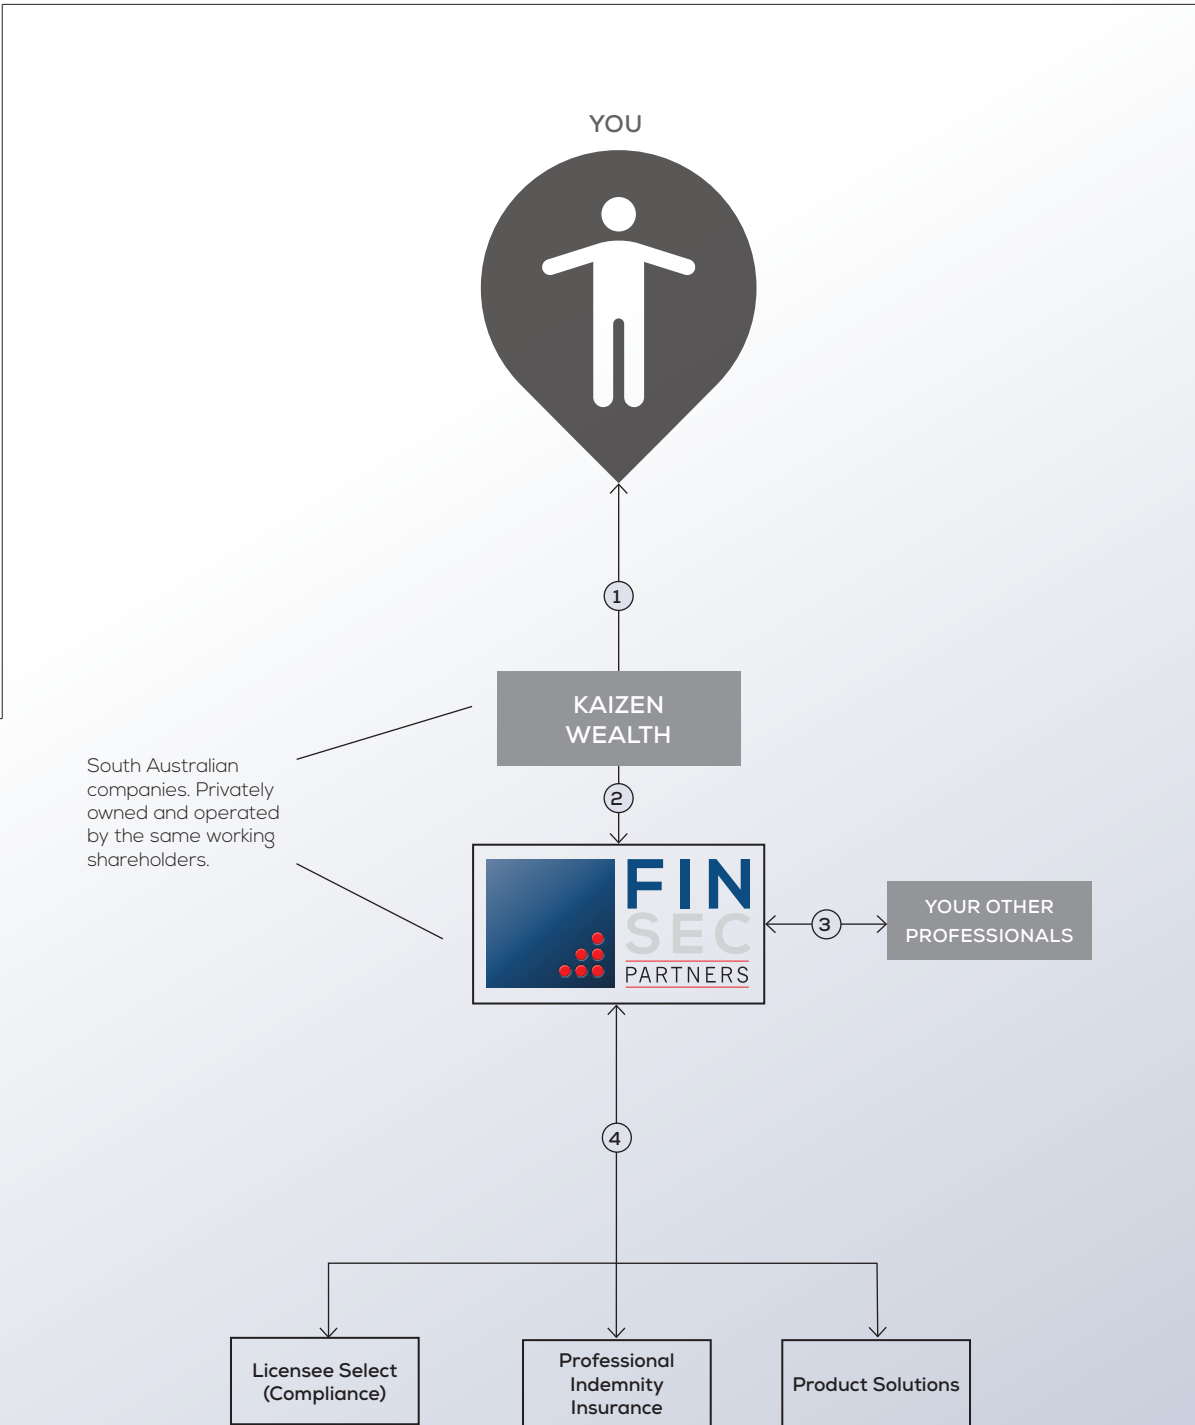 YOU
1
KAIZEN
WEALTH
2
South Australian
companies. Privately
owned and operated
by the same working
shareholders.
FIN
SEC
PARTNERS
3
YOUR OTHER
PROFESSIONALS
4
Licensee Select
(Compliance)
Professional
Indemnity
Insurance
Product Solutions